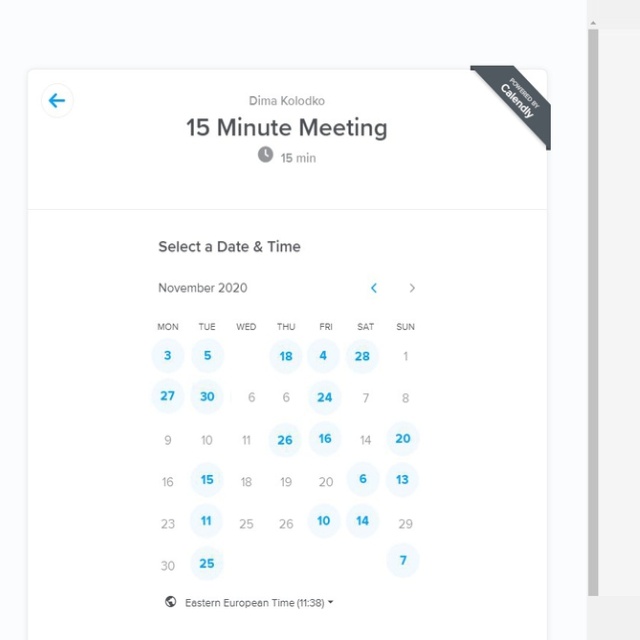 POWERED BY
Calendly
Dima Kolodko
15 Minute Meeting
15 min
Select a Date & Time
November 2020
MON TUE WED THU FRI SAT SUN
3 5 18 4 28 1
27 30 6 6 24 7 8
9 10 11 26 16 14 20
16 15 18 19 20 6 13
23 11 25 26 10 14 29
30 25 7
Eastern European Time (11:38)